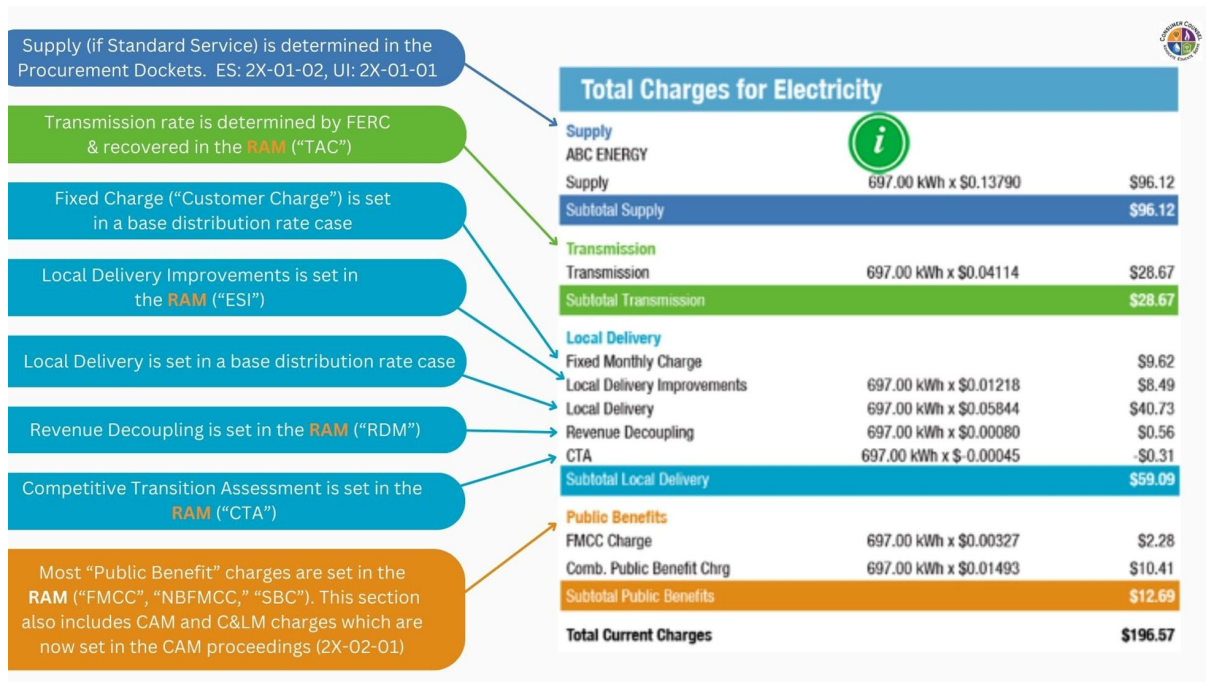 Supply (if Standard Service) is determined in the
Procurement Dockets. ES: 2X-01-02, UI: 2X-01-01
Transmission rate is determined by FERC
& recovered in the RAM (“TAC”)
Fixed Charge (“Customer Charge”) is set
in a base distribution rate case
Local Delivery Improvements is set in
the RAM (“ESI”)
Local Delivery is set in a base distribution rate case
Revenue Decoupling is set in the RAM (“RDM”)
Competitive Transition Assessment is set in the
RAM (“CTA”)
Most “Public Benefit” charges are set in the
RAM (“FMCC”, “NBFMCC,” “SBC”). This section
also includes CAM and C&LM charges which are
now set in the CAM proceedings (2X-02-01)
CONSUMER COUNSEL
Total Charges for Electricity
i
Supply
ABC ENERGY
Supply 697.00 kWh x $0.13790 $96.12
Subtotal Supply $96.12
Transmission
Transmission 697.00 kWh x $0.04114 $28.67
Subtotal Transmission $28.67
Local Delivery
Fixed Monthly Charge $9.62
Local Delivery Improvements 697.00 kWh x $0.01218 $8.49
Local Delivery 697.00 kWh x $0.05844 $40.73
Revenue Decoupling 697.00 kWh x $0.00080 $0.56
CTA 697.00 kWh x $-0.00045 -$0.31
Subtotal Local Delivery $59.09
Public Benefits
FMCC Charge 697.00 kWh x $0.00327 $2.28
Comb. Public Benefit Chrg 697.00 kWh x $0.01493 $10.41
Subtotal Public Benefits $12.69
Total Current Charges $196.57